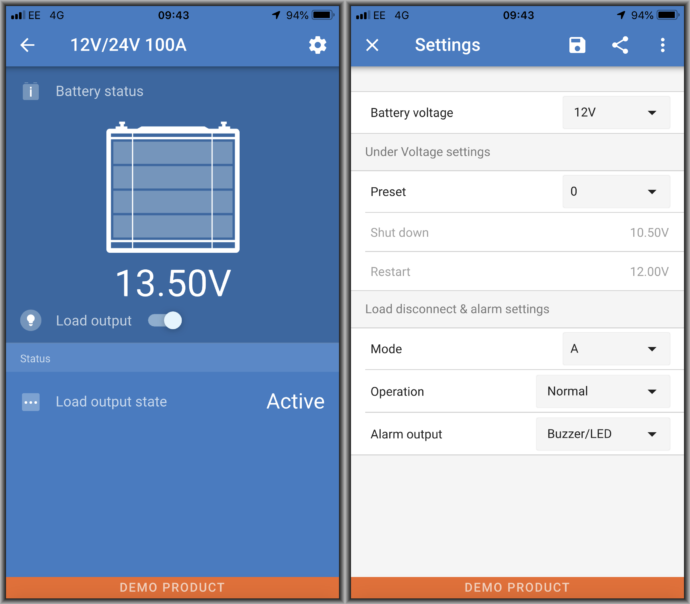 EE 4G 09:43 94%
12V/24V 100A
Battery status
13.50V
Load output
Status
Load output state Active
DEMO PRODUCT
EE 4G 09:43 94%
Settings
Battery voltage 12V
Under Voltage settings
Preset 0
Shut down 10.50V
Restart 12.00V
Load disconnect & alarm settings
Mode A
Operation Normal
Alarm output Buzzer/LED
DEMO PRODUCT